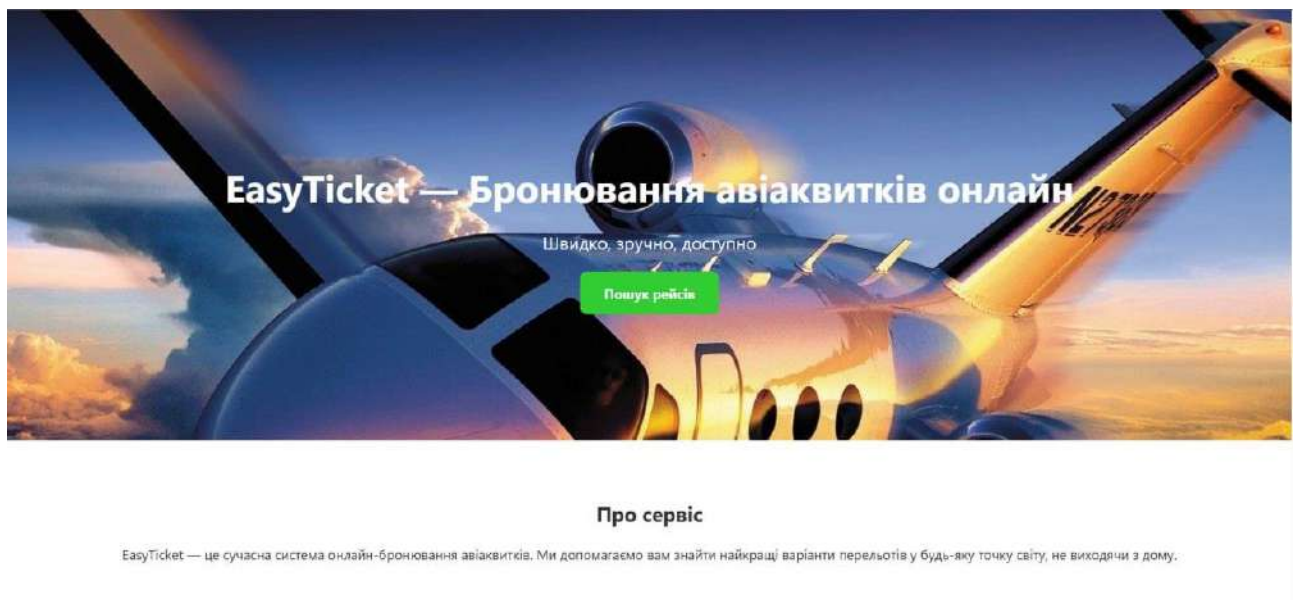 EasyTicket — Бронювання авіаквитків онлайн
Швидко, зручно, доступно
Пошук рейсів
Про сервіс
EasyTicket — це сучасна система онлайн-бронювання авіаквитків. Ми допомагаємо вам знайти найкращі варіанти перельотів у будь-яку точку світу, не виходячи з дому.